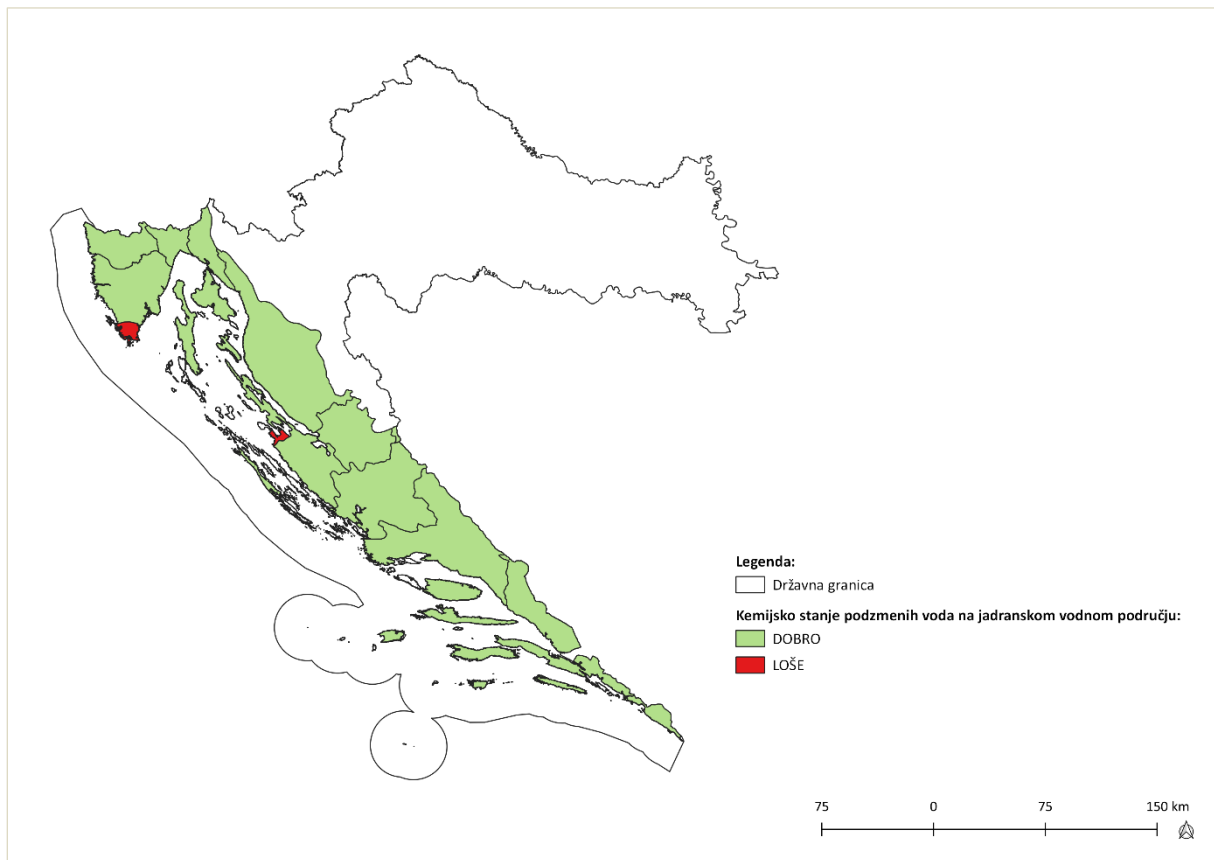 Legenda:
Državna granica
Kemijsko stanje podzmenih voda na jadranskom vodnom području:
DOBRO
LOŠE
75 0 75 150 km